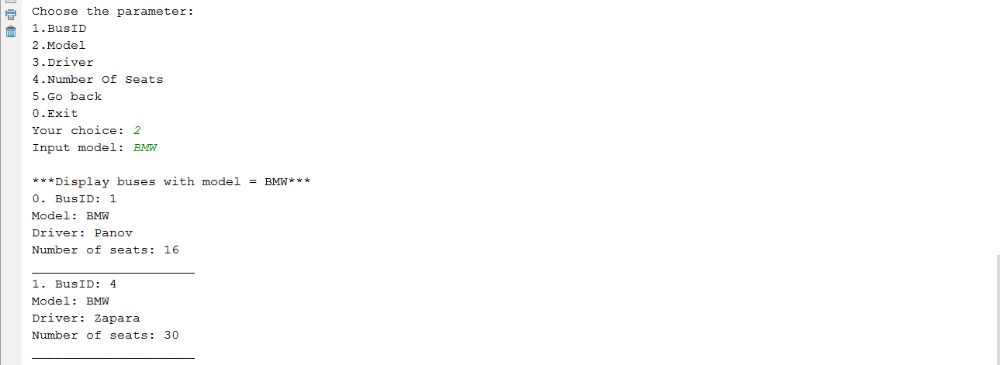 Choose the parameter:
1.BusID
2.Model
3.Driver
4.Number Of Seats
5.Go back
0.Exit
Your choice: 2
Input model: BMW

***Display buses with model = BMW***
0. BusID: 1
Model: BMW
Driver: Panov
Number of seats: 16
_____________________
1. BusID: 4
Model: BMW
Driver: Zapara
Number of seats: 30
_____________________